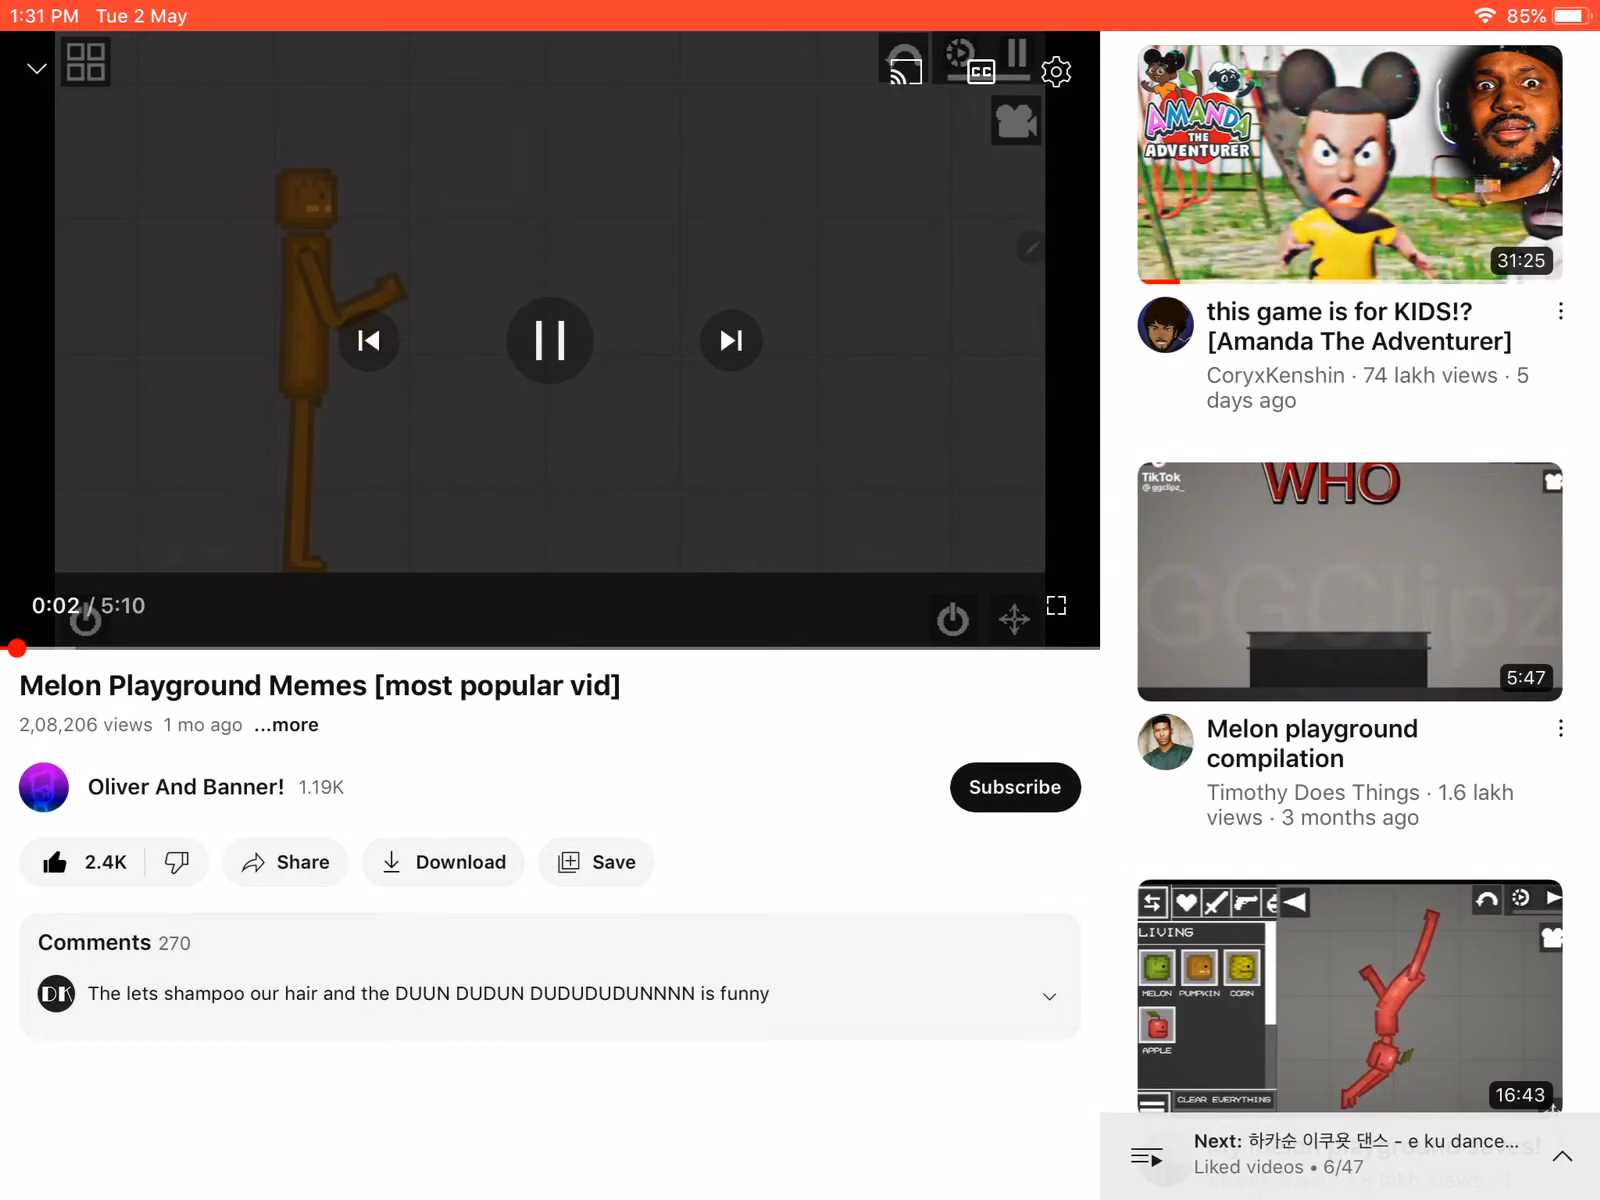 1:31 PM Tue 2 May
85%
CC
0:02 / 5:10
Melon Playground Memes [most popular vid]
2,08,206 views 1 mo ago ...more
Oliver And Banner! 1.19K
Subscribe
2.4K
Share
Download
Save
Comments 270
DK
The lets shampoo our hair and the DUUN DUDUN DUDUDUDUNNNN is funny
AMANDA
THE
ADVENTURER
31:25
this game is for KIDS!?
[Amanda The Adventurer]
CoryxKenshin · 74 lakh views · 5
days ago
TikTok
@ggclipz_
WHO
GGClipz
5:47
Melon playground
compilation
Timothy Does Things · 1.6 lakh
views · 3 months ago
LIVING
MELON PUMPKIN CORN
APPLE
CLEAR EVERYTHING
16:43
Next: 하카순 이쿠욧 댄스 - e ku dance...
Liked videos • 6/47